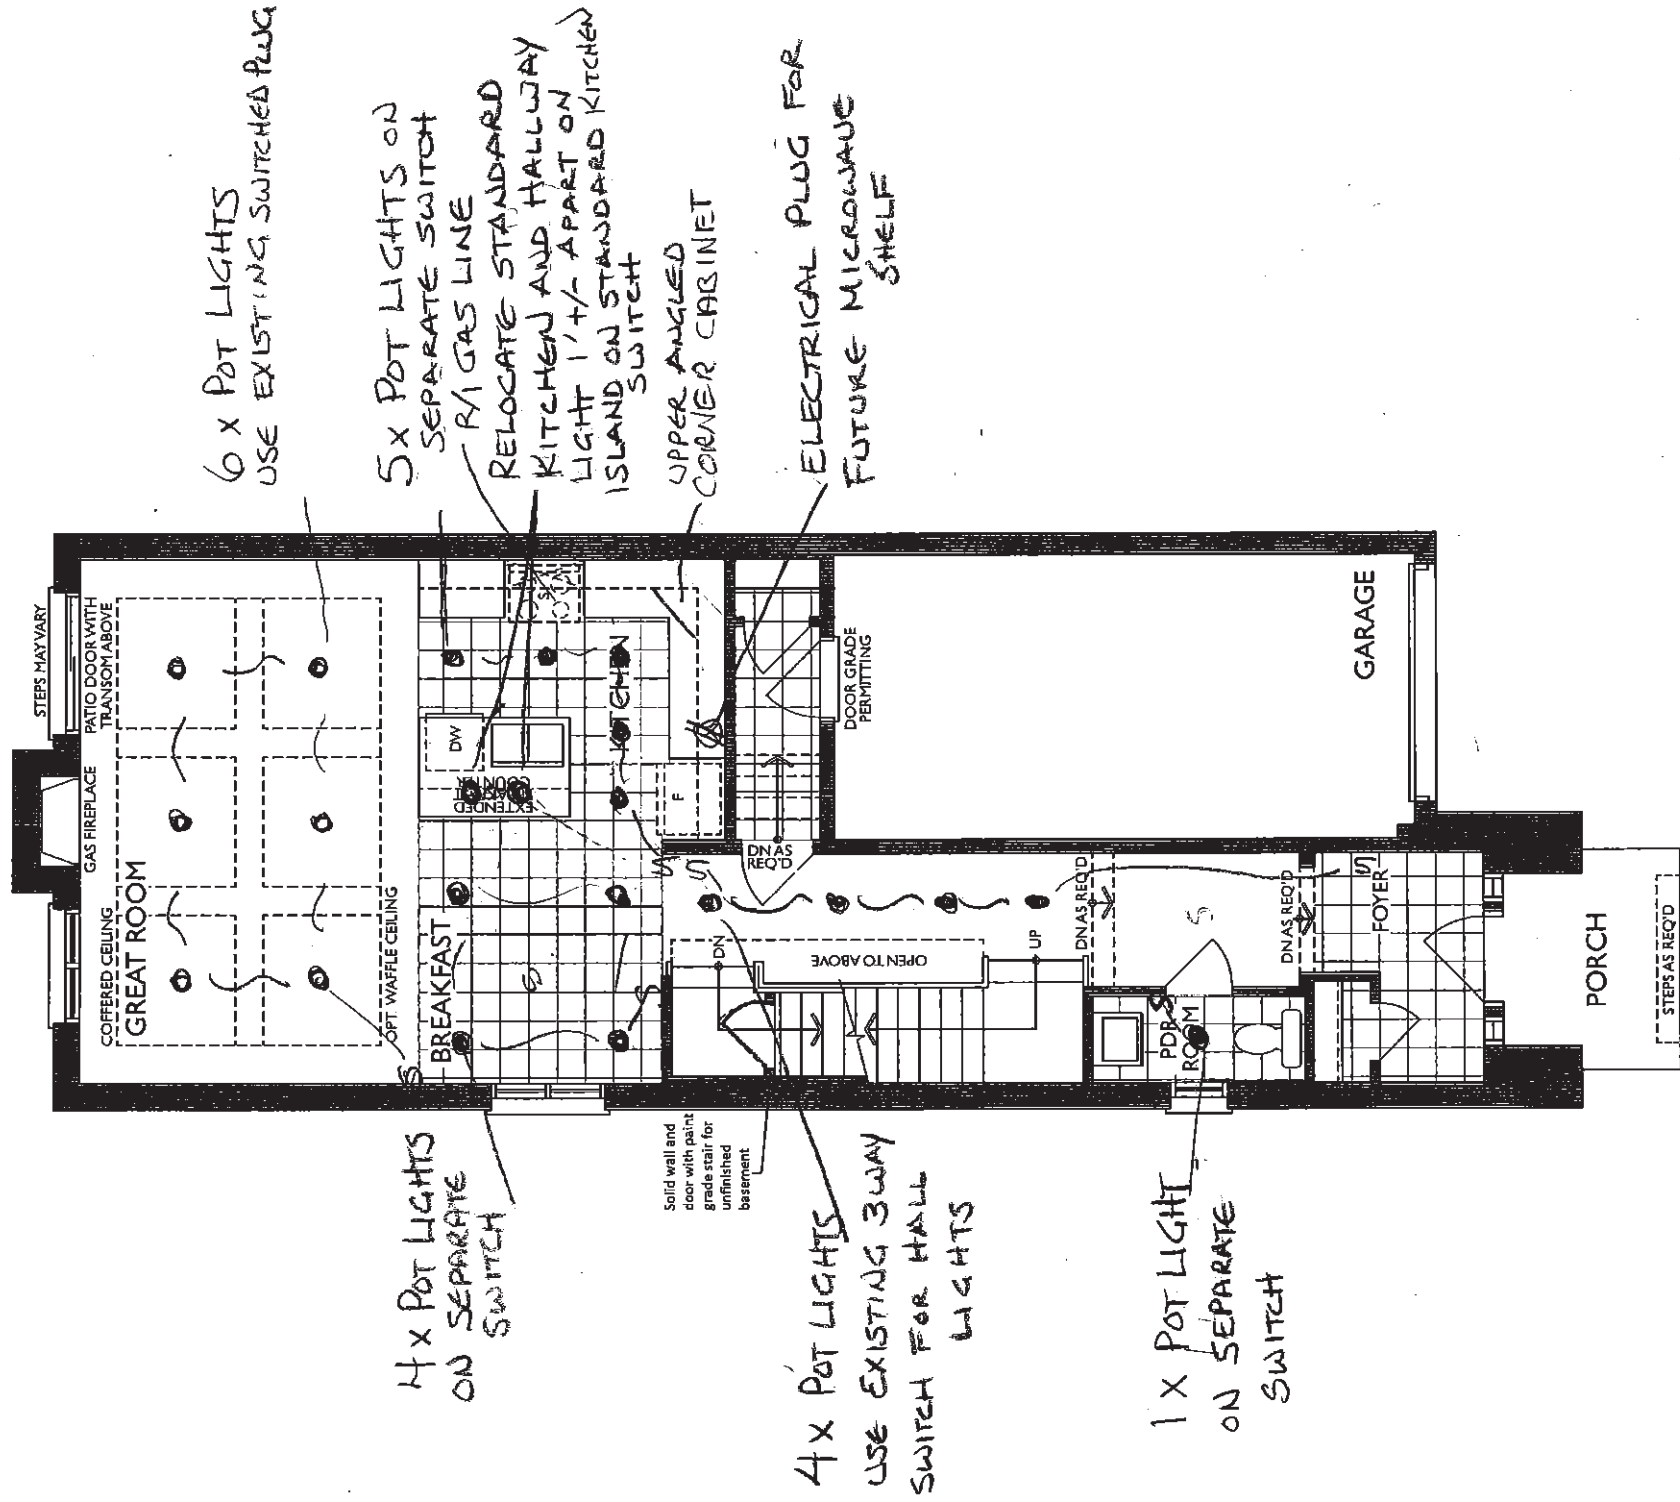 6 x POT LIGHTS
USE EXISTING SWITCHED PLUG
5x POT LIGHTS ON
SEPARATE SWITCH
R/I GAS LINE
RELOCATE STANDARD
KITCHEN AND HALLWAY
LIGHT 1'+/- APART ON
ISLAND ON STANDARD KITCHEN
SWITCH
UPPER ANGLED
CORNER CABINET
ELECTRICAL PLUG FOR
FUTURE MICROWAVE
SHELF
STEPS MAY VARY
PATIO DOOR WITH
TRANSOM ABOVE
GAS FIREPLACE
COFFERED CEILING
GREAT ROOM
OPT. WAFFLE CEILING
BREAKFAST
DW
EXTENDED
COUNTER
KITCHEN
F
S
S
S
S
S
S
DN AS
REQ'D
DOOR GRADE
PERMITTING
GARAGE
DN
OPEN TO ABOVE
UP
DN AS REQ'D
S
DN AS REQ'D
S
FOYER
PDR
ROOM
PORCH
STEPS AS REQ'D
4 x POT LIGHTS
ON SEPARATE
SWITCH
Solid wall and
door with paint
grade stair for
unfinished
basement
4 x POT LIGHTS
USE EXISTING 3 WAY
SWITCH FOR HALL
LIGHTS
1 x POT LIGHT
ON SEPARATE
SWITCH